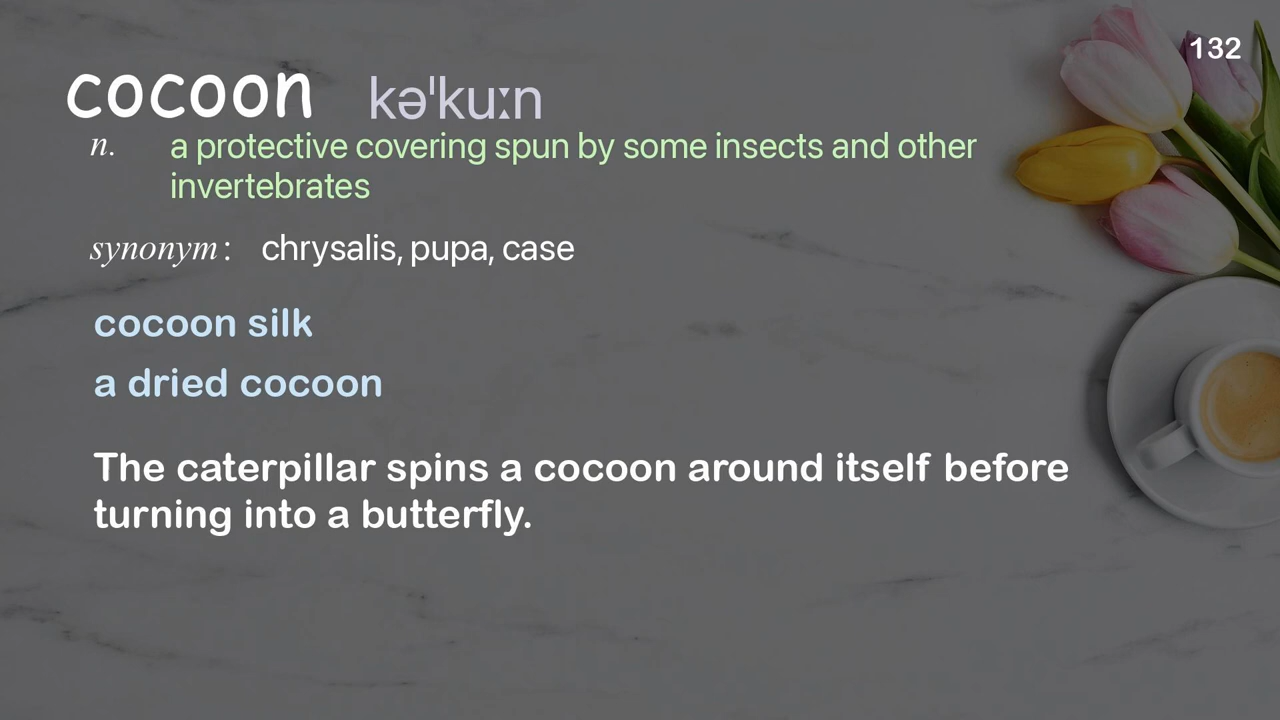 132
cocoon kəˈkuːn
n. a protective covering spun by some insects and other
invertebrates
synonym: chrysalis, pupa, case
cocoon silk
a dried cocoon
The caterpillar spins a cocoon around itself before
turning into a butterfly.